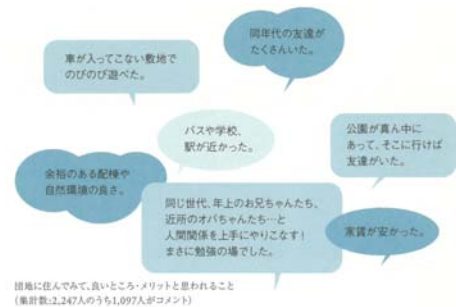 同年代の友達が
たくさんいた。
車が入ってこない敷地で
のびのび遊べた。
バスや学校、
駅が近かった。
公園が真ん中に
あって、そこに行けば
友達がいた。
余裕のある配棟や
自然環境の良さ。
同じ世代、年上のお兄ちゃんたち、
近所のオバちゃんたち…と
人間関係を上手にやりこなす!
まさに勉強の場でした。
家賃が安かった。
団地に住んでみて、良いところ・メリットと思われること
(集計数:2,247人のうち1,097人がコメント)